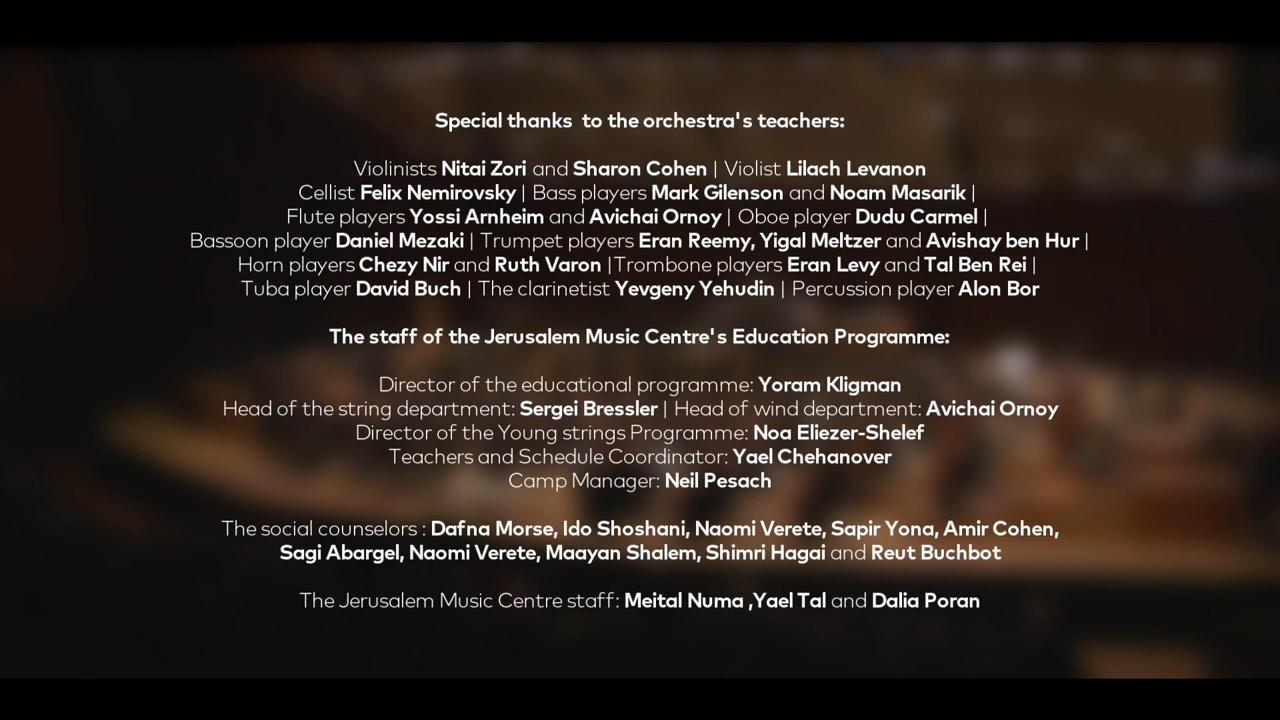 Special thanks  to the orchestra's teachers:
Violinists Nitai Zori and Sharon Cohen | Violist Lilach Levanon
Cellist Felix Nemirovsky | Bass players Mark Gilenson and Noam Masarik |
Flute players Yossi Arnheim and Avichai Ornoy | Oboe player Dudu Carmel |
Bassoon player Daniel Mezaki | Trumpet players Eran Reemy, Yigal Meltzer and Avishay ben Hur |
Horn players Chezy Nir and Ruth Varon |Trombone players Eran Levy and Tal Ben Rei |
Tuba player David Buch | The clarinetist Yevgeny Yehudin | Percussion player Alon Bor
The staff of the Jerusalem Music Centre's Education Programme:
Director of the educational programme: Yoram Kligman
Head of the string department: Sergei Bressler | Head of wind department: Avichai Ornoy
Director of the Young strings Programme: Noa Eliezer-Shelef
Teachers and Schedule Coordinator: Yael Chehanover
Camp Manager: Neil Pesach
The social counselors : Dafna Morse, Ido Shoshani, Naomi Verete, Sapir Yona, Amir Cohen,
Sagi Abargel, Naomi Verete, Maayan Shalem, Shimri Hagai and Reut Buchbot
The Jerusalem Music Centre staff: Meital Numa ,Yael Tal and Dalia Poran